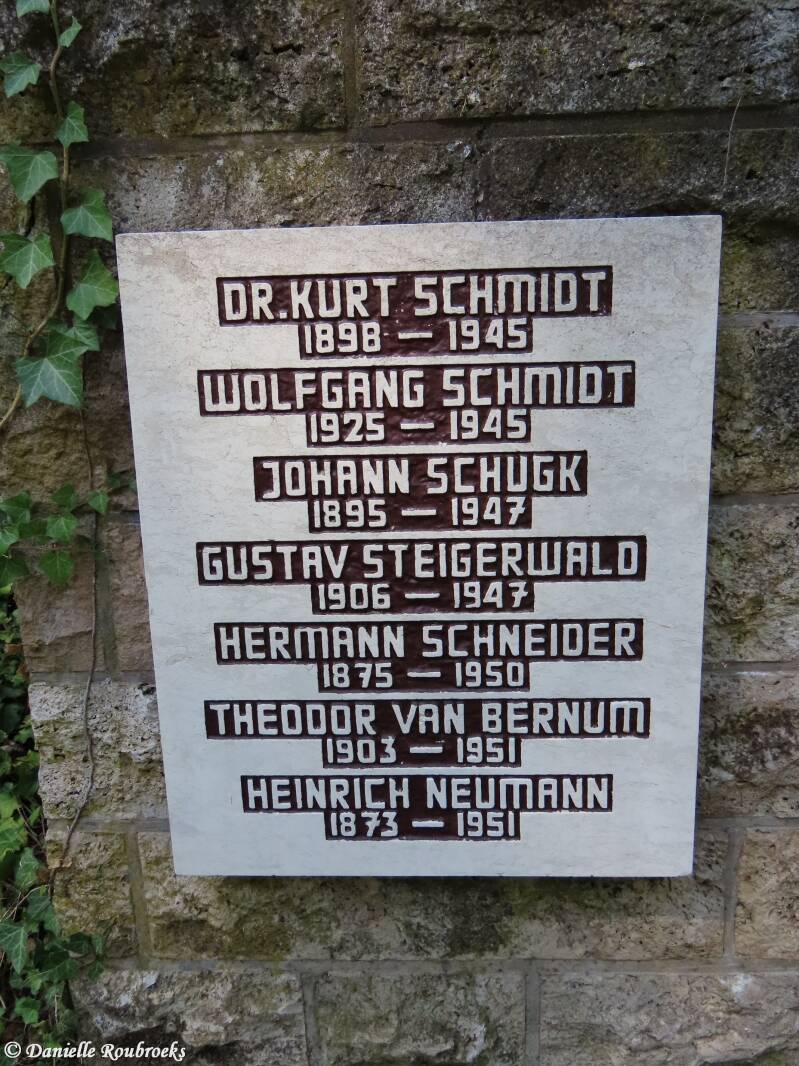 DR. KURT SCHMIDT
1898 — 1945
WOLFGANG SCHMIDT
1925 — 1945
JOHANN SCHUGK
1895 — 1947
GUSTAV STEIGERWALD
1906 — 1947
HERMANN SCHNEIDER
1875 — 1950
THEODOR VAN BERNUM
1903 — 1951
HEINRICH NEUMANN
1873 — 1951
© Danielle Roubroeks